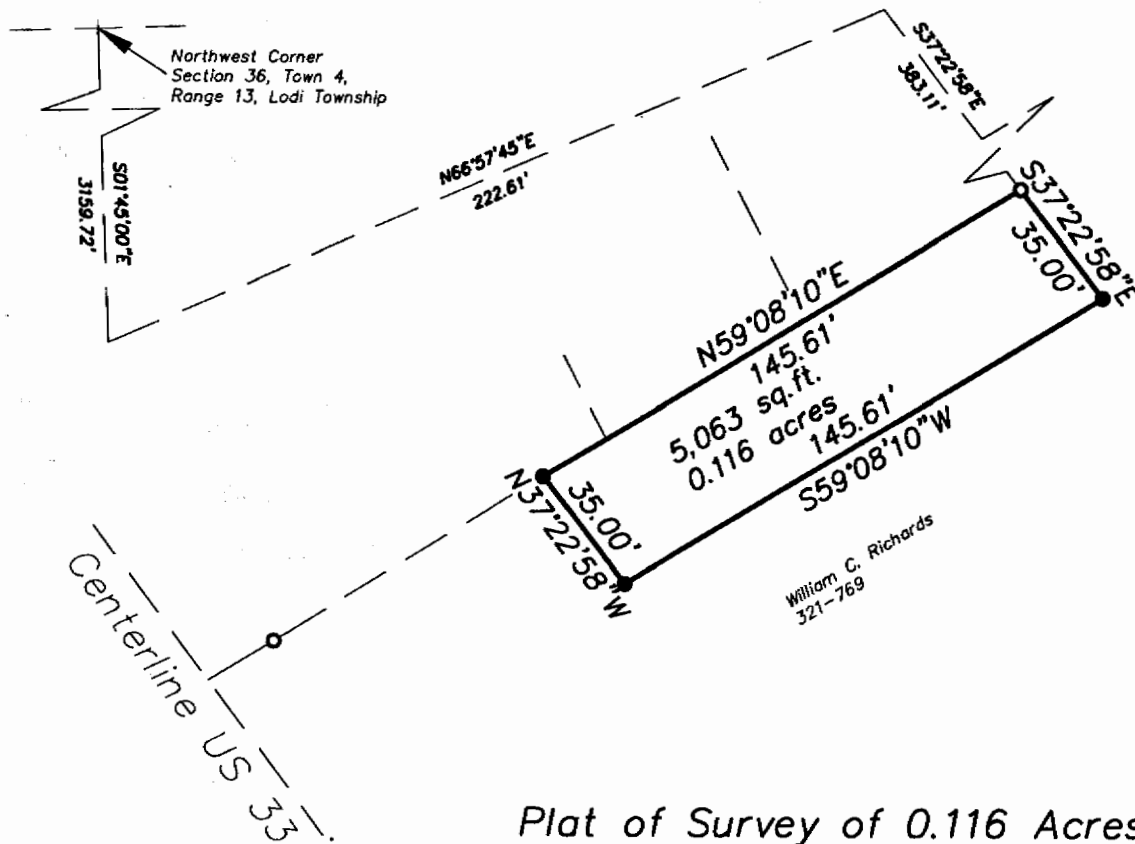 Northwest Corner
Section 36, Town 4,
Range 13, Lodi Township
S01°45'00"E
3159.72'
N66°57'45"E
222.61'
S37°22'58"E
383.11'
S37°22'58"E
35.00'
N59°08'10"E
145.61'
5,063 sq.ft.
0.116 acres
145.61'
S59°08'10"W
35.00'
N37°22'58"W
William C. Richards
321-769
Centerline US 33
Plat of Survey of 0.116 Acres